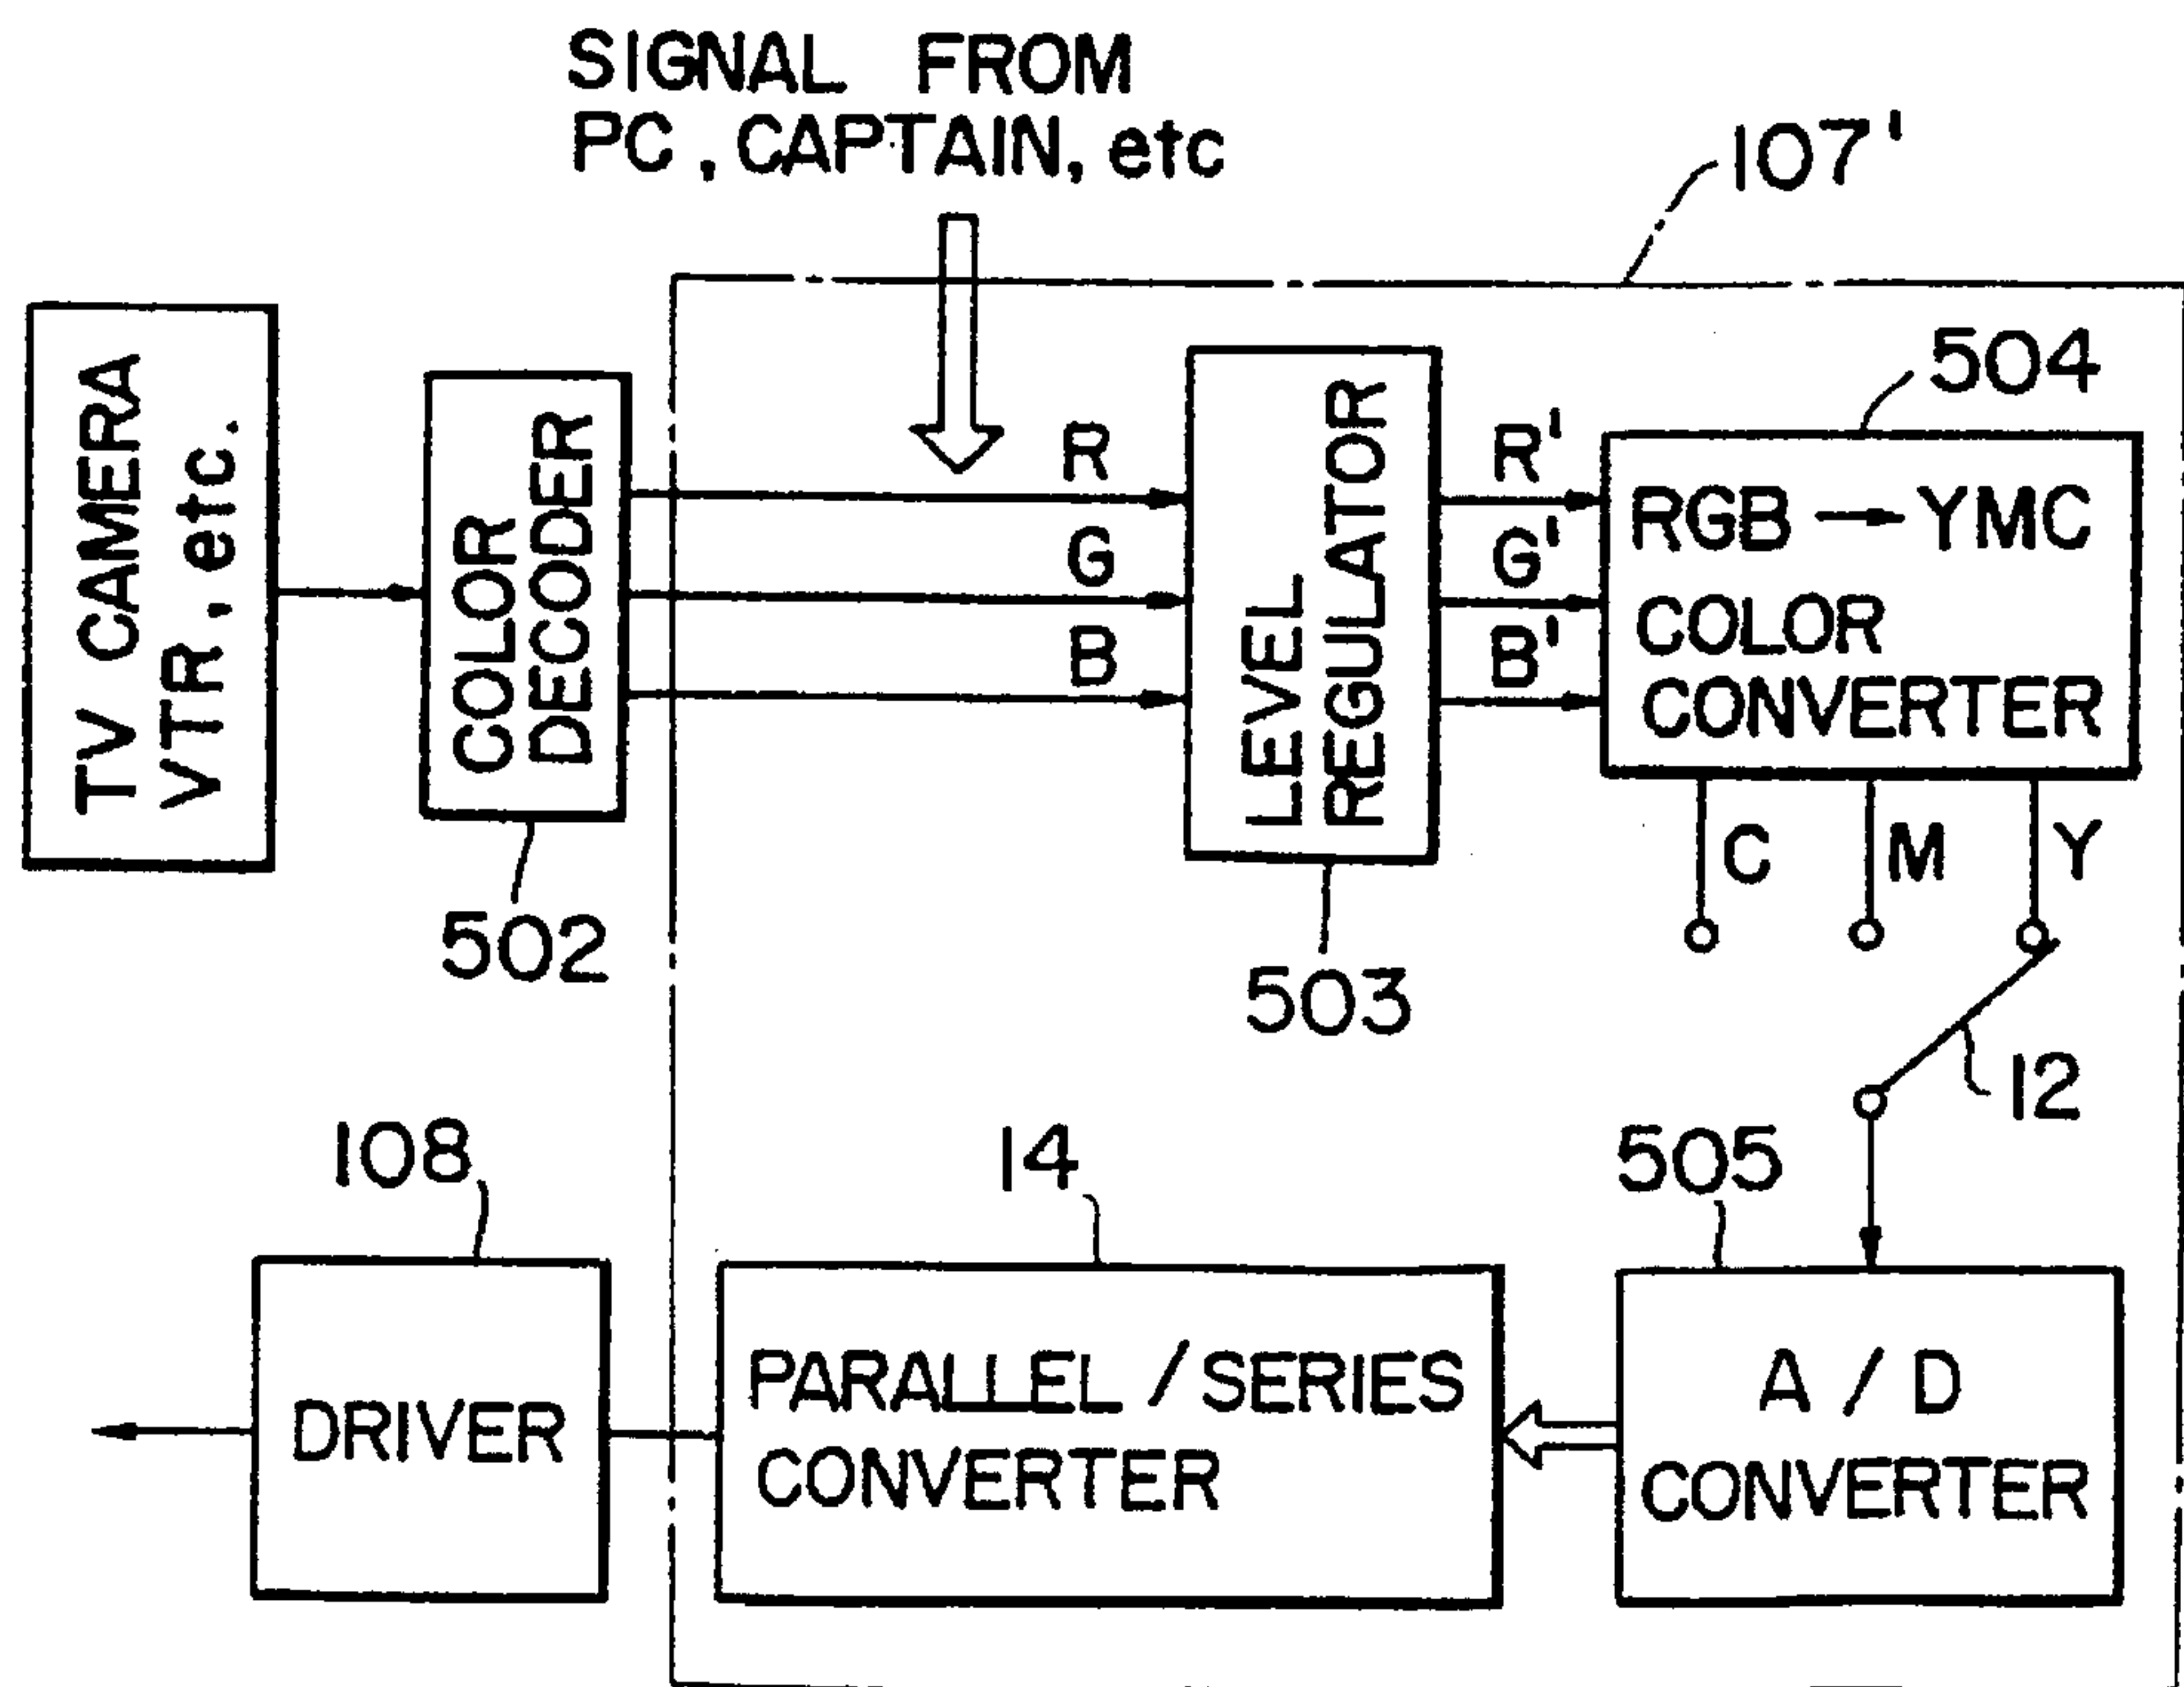 SIGNAL FROM
PC, CAPTAIN, etc
107'
TV CAMERA
VTR, etc.
COLOR
DECODER
502
R
G
B
LEVEL
REGULATOR
503
R'
G'
B'
504
RGB → YMC
COLOR
CONVERTER
C
M
Y
12
108
DRIVER
14
PARALLEL / SERIES
CONVERTER
505
A / D
CONVERTER